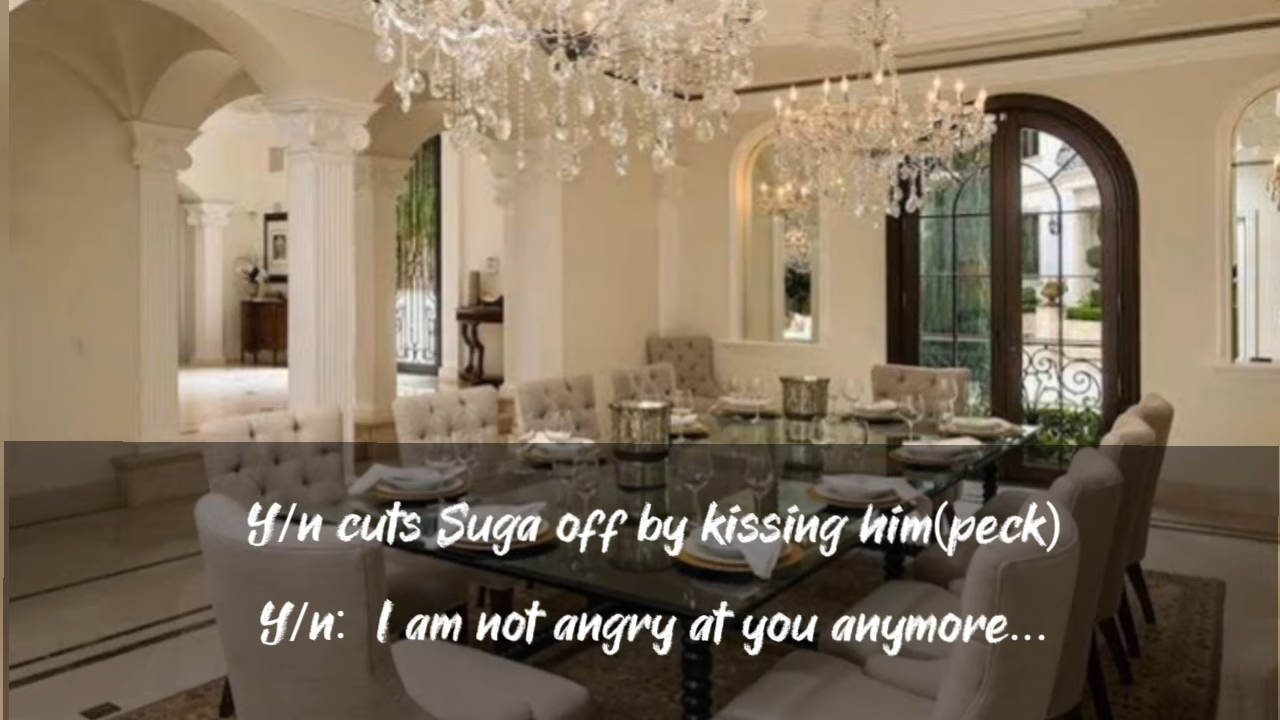 Y/n cuts Suga off by kissing him(peck)
Y/n: I am not angry at you anymore...